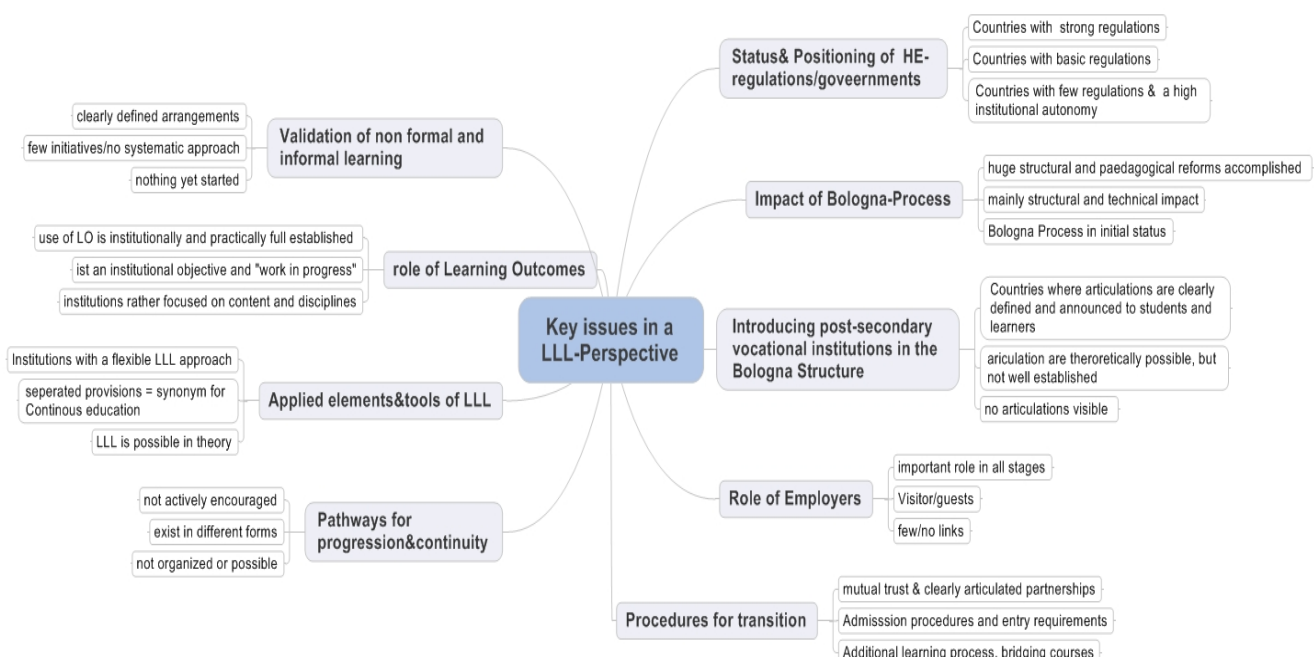 Key issues in a
LLL-Perspective
Status& Positioning of HE-
regulations/goveernments
Countries with strong regulations
Countries with basic regulations
Countries with few regulations & a high
institutional autonomy
Impact of Bologna-Process
huge structural and paedagogical reforms accomplished
mainly structural and technical impact
Bologna Process in initial status
Introducing post-secondary
vocational institutions in the
Bologna Structure
Countries where articulations are clearly
defined and announced to students and
learners
ariculation are theroretically possible, but
not well established
no articulations visible
Role of Employers
important role in all stages
Visitor/guests
few/no links
Procedures for transition
mutual trust & clearly articulated partnerships
Admisssion procedures and entry requirements
Additional learning process, bridging courses
Validation of non formal and
informal learning
clearly defined arrangements
few initiatives/no systematic approach
nothing yet started
role of Learning Outcomes
use of LO is institutionally and practically full established
ist an institutional objective and "work in progress"
institutions rather focused on content and disciplines
Applied elements&tools of LLL
Institutions with a flexible LLL approach
seperated provisions = synonym for
Continous education
LLL is possible in theory
Pathways for
progression&continuity
not actively encouraged
exist in different forms
not organized or possible